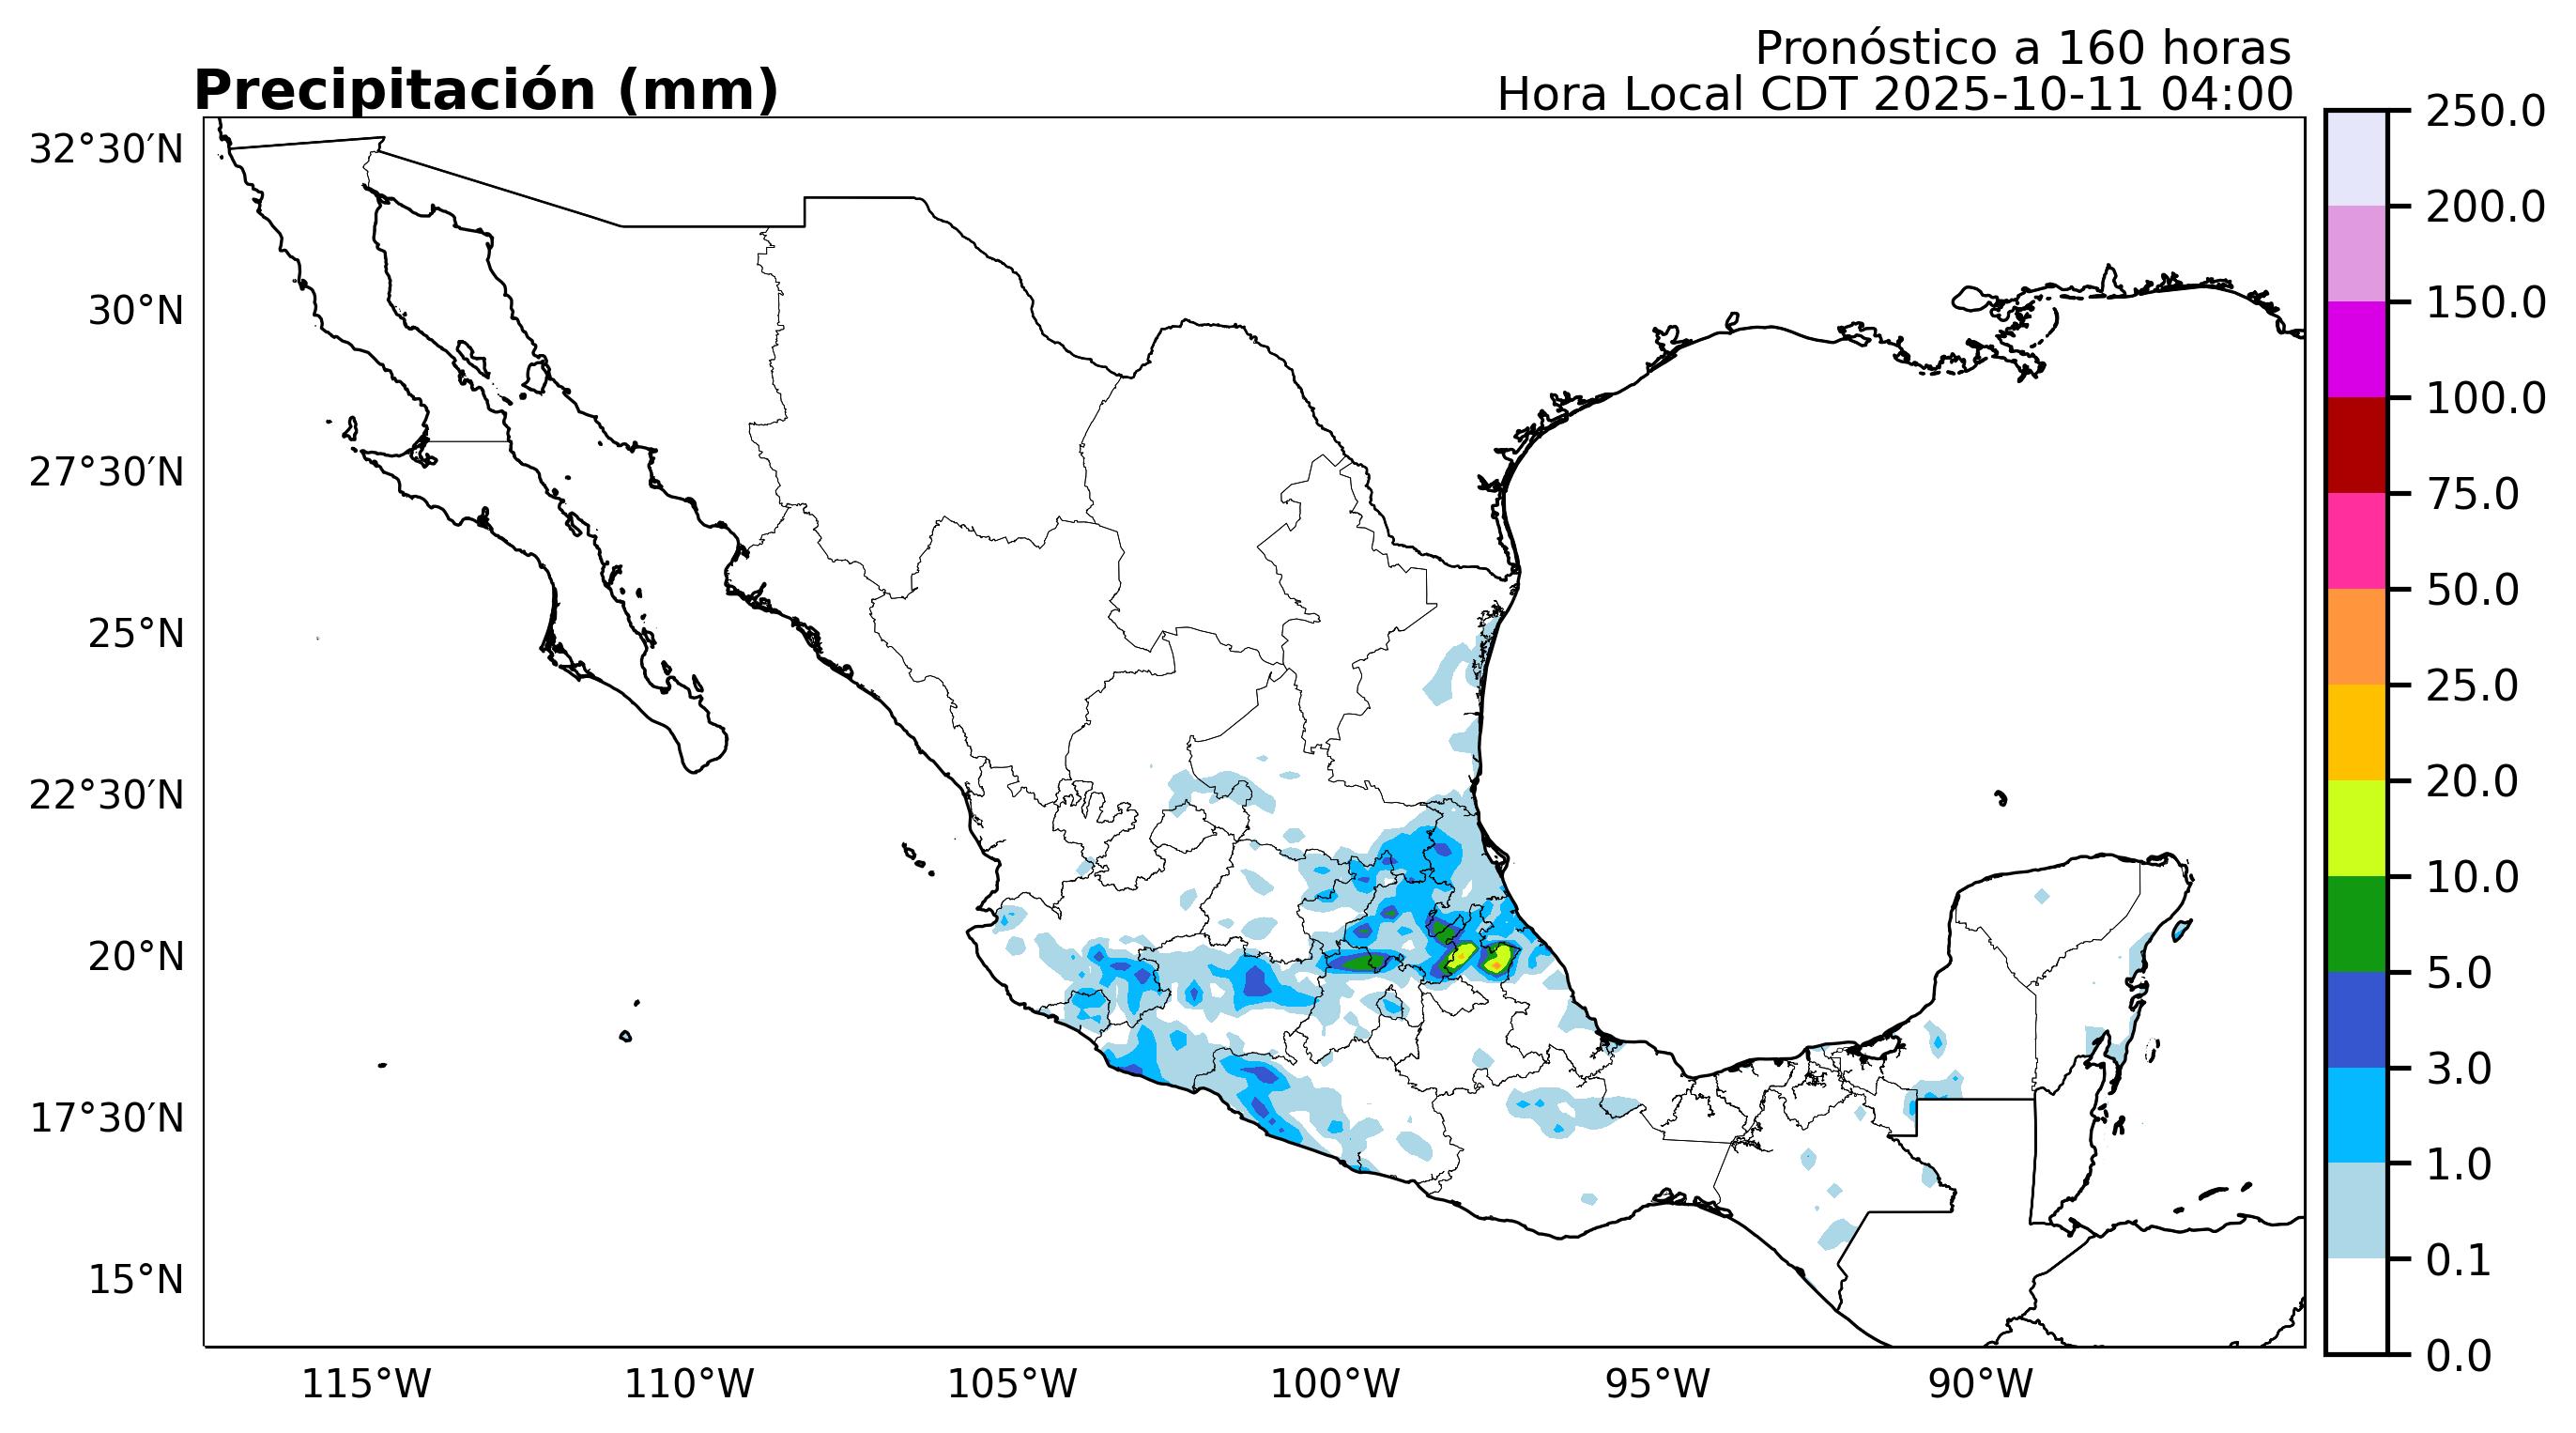 Pronóstico a 160 horas
Precipitación (mm)
Hora Local CDT 2025-10-11 04:00
32°30′N
30°N
27°30′N
25°N
22°30′N
20°N
17°30′N
15°N
115°W
110°W
105°W
100°W
95°W
90°W
250.0
200.0
150.0
100.0
75.0
50.0
25.0
20.0
10.0
5.0
3.0
1.0
0.1
0.0